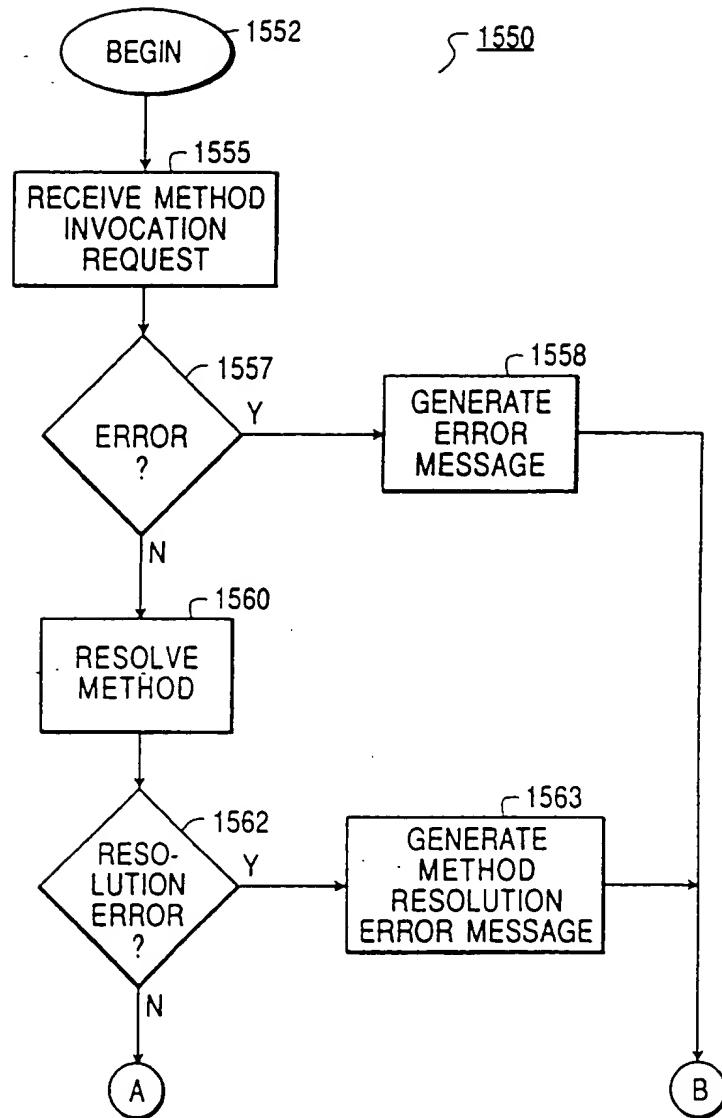 1552
BEGIN
1550
1555
RECEIVE METHOD
INVOCATION
REQUEST
1557
ERROR
?
Y
N
1558
GENERATE
ERROR
MESSAGE
1560
RESOLVE
METHOD
1562
RESO-
LUTION
ERROR
?
Y
N
1563
GENERATE
METHOD
RESOLUTION
ERROR MESSAGE
A
B